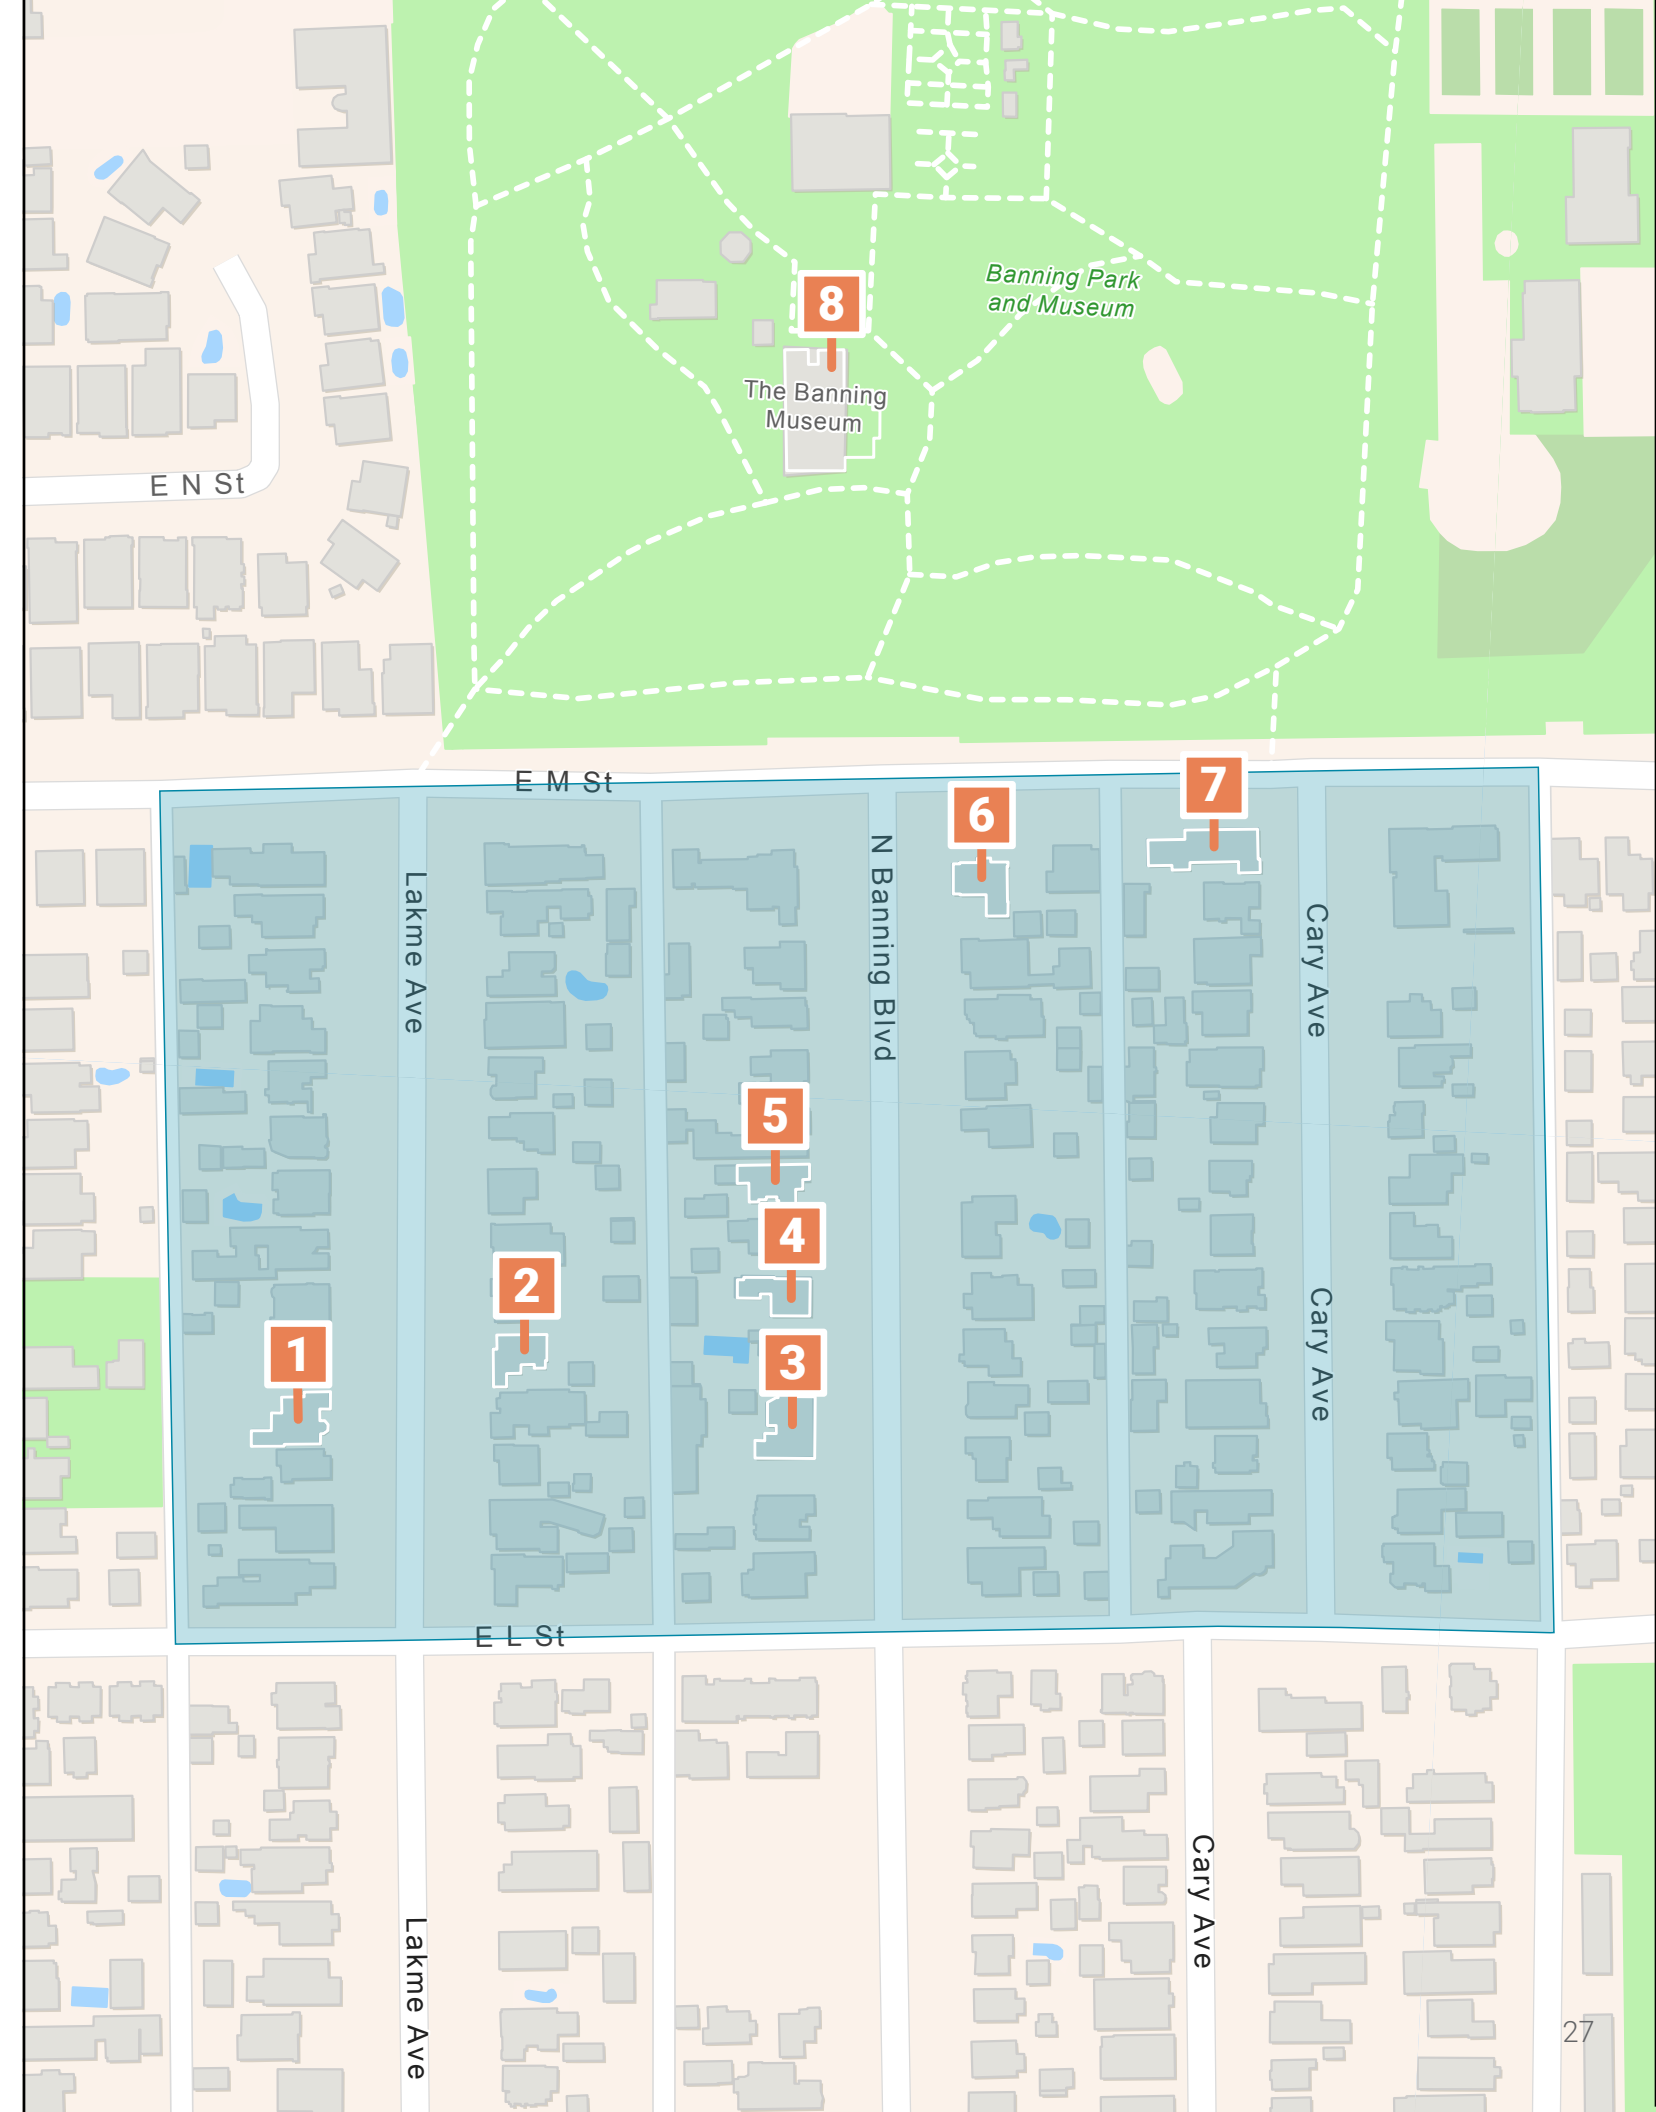 8
Banning Park
and Museum
The Banning
Museum
E N St
E M St
7
6
N Banning Blvd
Lakme Ave
Cary Ave
5
4
2
Cary Ave
1
3
E L St
Cary Ave
Lakme Ave
27